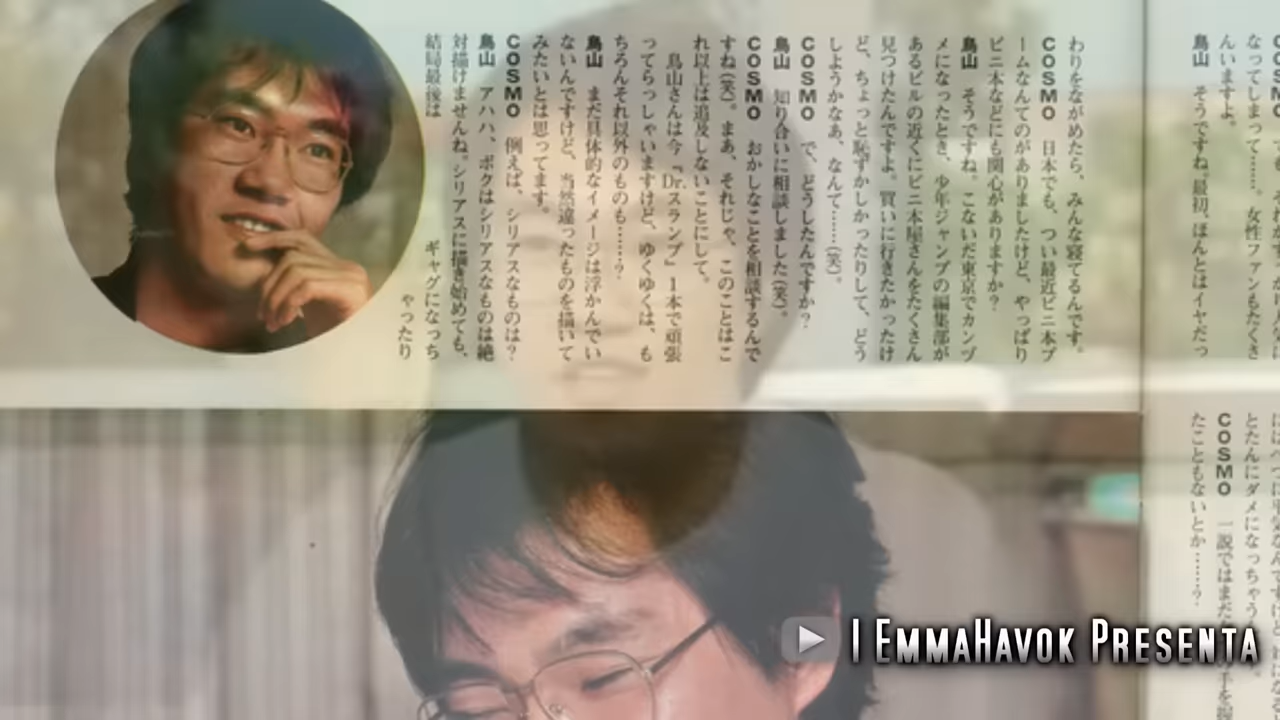 んいますよ。
鳥山　そうですね。最初、ほんとはイヤだっ
わりをながめたら、みんな寝てるんです。
COSMO　日本でも、つい最近ビニ本ブ
ームなんてのがありましたけど、やっぱり
ビニ本などにも関心がありますか?
鳥山　そうですね。こないだ東京でカンヅ
メになったとき、少年ジャンプの編集部が
あるビルの近くにビニ本屋さんをたくさん
見つけたんですよ。買いに行きたかったけ
ど、ちょっと恥ずかしかったりして、どう
しようかなあ、なんて……(笑)。
COSMO　で、どうしたんですか?
鳥山　知り合いに相談しました(笑)。
COSMO　おかしなことを相談するんで
すね(笑)。まあ、それじゃ、このことはこ
れ以上は追及しないことにして。
鳥山さんは今『Dr.スランプ』1本で頑張
ってらっしゃいますけど、ゆくゆくは、も
ちろんそれ以外のものも……?
鳥山　まだ具体的なイメージは浮かんでい
ないんですけど、当然違ったものを描いて
みたいとは思ってます。
COSMO　例えば、シリアスなものは?
鳥山　アハハ、ボクはシリアスなものは絶
対描けませんね。シリアスに描き始めても、
結局最後は　ギャグになっち
ゃったり
COSMO　一説ではまだ
たこともないとか……?
I EmmaHavok Presenta